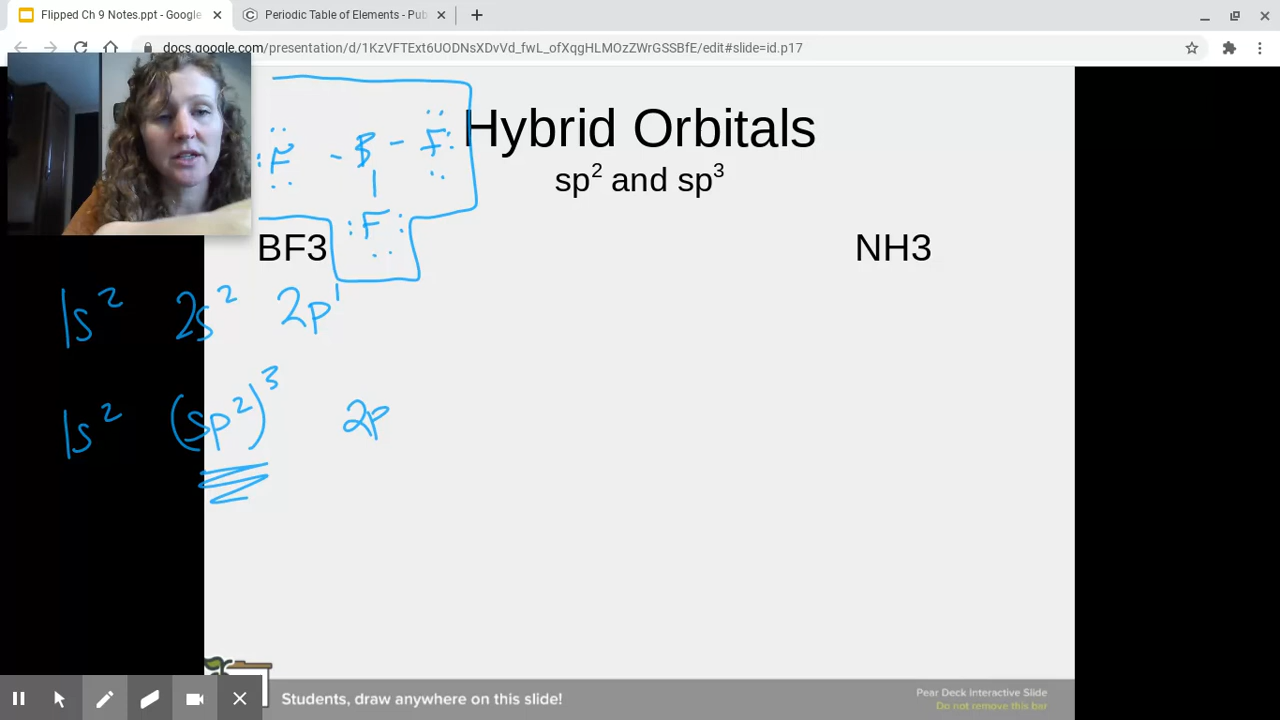 Flipped Ch 9 Notes.ppt - Google
Periodic Table of Elements - Pub
docs.google.com/presentation/d/1KzVFTExt6UODNsXDvVd_fwL_ofXqgHLMOzZWrGSSBfE/edit#slide=id.p17
Hybrid Orbitals
sp² and sp³
:F - B - F:
:F:
BF3
NH3
1s² 2s² 2p¹
1s² (sp²)³ 2p
Students, draw anywhere on this slide!
Pear Deck Interactive Slide
Do not remove this bar